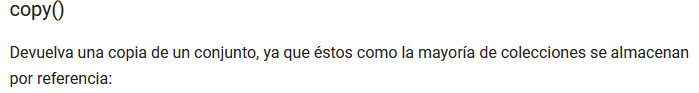 copy()
Devuelva una copia de un conjunto, ya que éstos como la mayoría de colecciones se almacenan
por referencia: